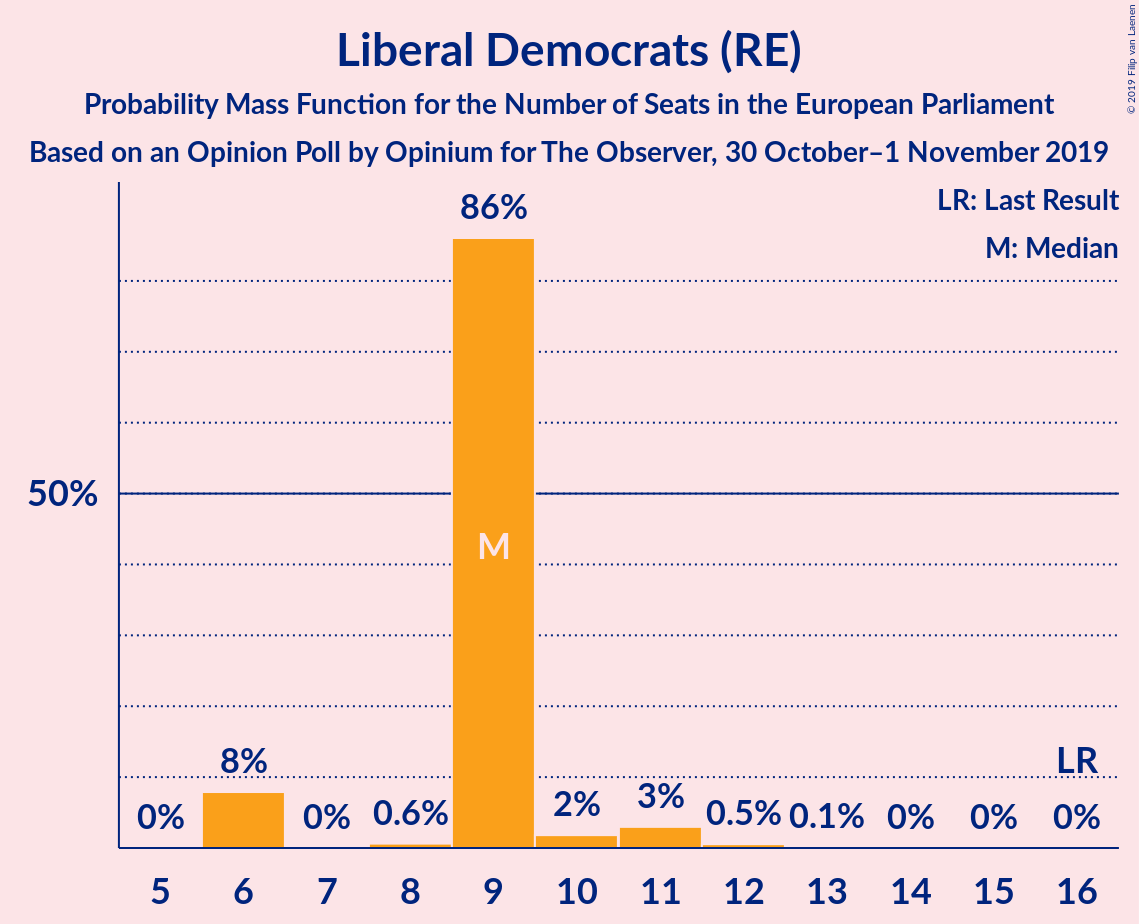 Liberal Democrats (RE)
Probability Mass Function for the Number of Seats in the European Parliament
Based on an Opinion Poll by Opinium for The Observer, 30 October–1 November 2019
© 2019 Filip van Laenen
LR: Last Result
M: Median
86%
50%
M
8%
LR
0%
0%
0.6%
2%
3%
0.5%
0.1%
0%
0%
0%
5 6 7 8 9 10 11 12 13 14 15 16